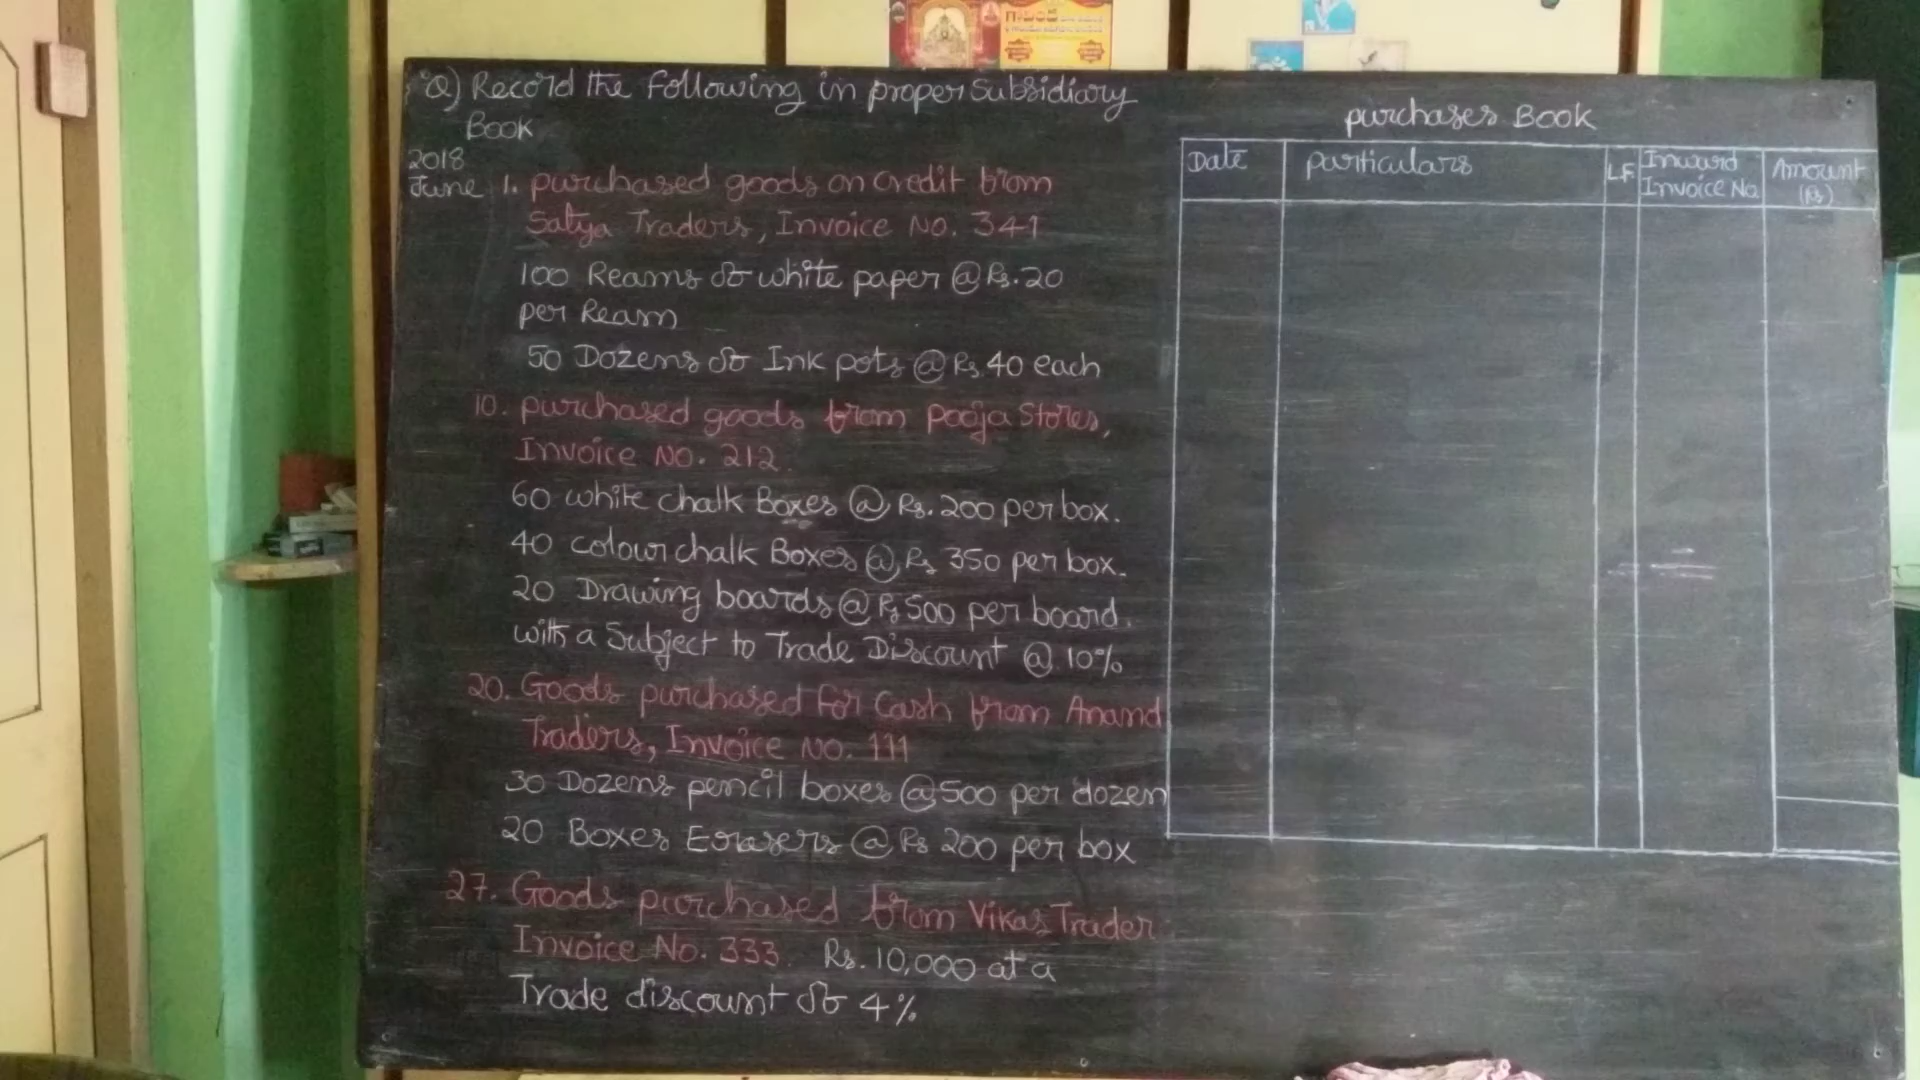 Q) Record the following in proper Subsidiary
Book
2018
June 1. purchased goods on credit from
Satya Traders, Invoice No. 341
100 Reams of white paper @ Rs. 20
per Ream
50 Dozens of Ink pots @ Rs. 40 each
10. purchased goods from Pooja Stores,
Invoice No. 212.
60 white chalk Boxes @ Rs. 200 per box.
40 colour chalk Boxes @ Rs 350 per box.
20 Drawing boards @ Rs 500 per board.
with a Subject to Trade Discount @ 10%
20. Goods purchased for Cash from Anand
Traders, Invoice No. 111
30 Dozens pencil boxes @ 500 per dozen
20 Boxes Erasers @ Rs 200 per box
27. Goods purchased from Vikas Trader
Invoice No. 333. Rs. 10,000 at a
Trade discount of 4%
purchases Book
Date particulars L.F Inward Invoice No. Amount (Rs)